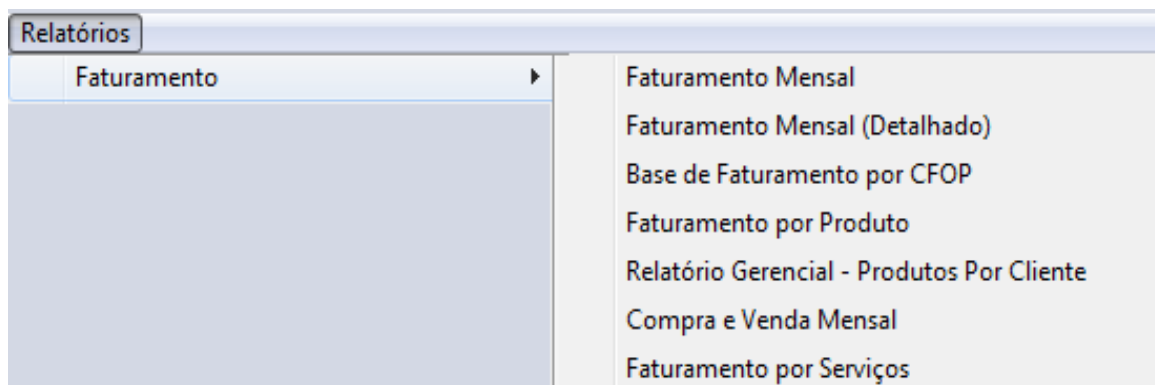 Relatórios
Faturamento
Faturamento Mensal
Faturamento Mensal (Detalhado)
Base de Faturamento por CFOP
Faturamento por Produto
Relatório Gerencial - Produtos Por Cliente
Compra e Venda Mensal
Faturamento por Serviços